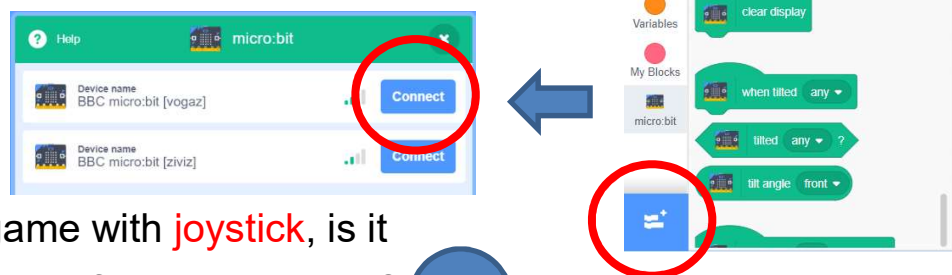 ? Help
micro:bit
×
Device name
BBC micro:bit [vogaz]
Connect
Device name
BBC micro:bit [ziviz]
Connect
Variables
My Blocks
micro:bit
clear display
when tilted any
tilted any ?
tilt angle front
game with joystick, is it